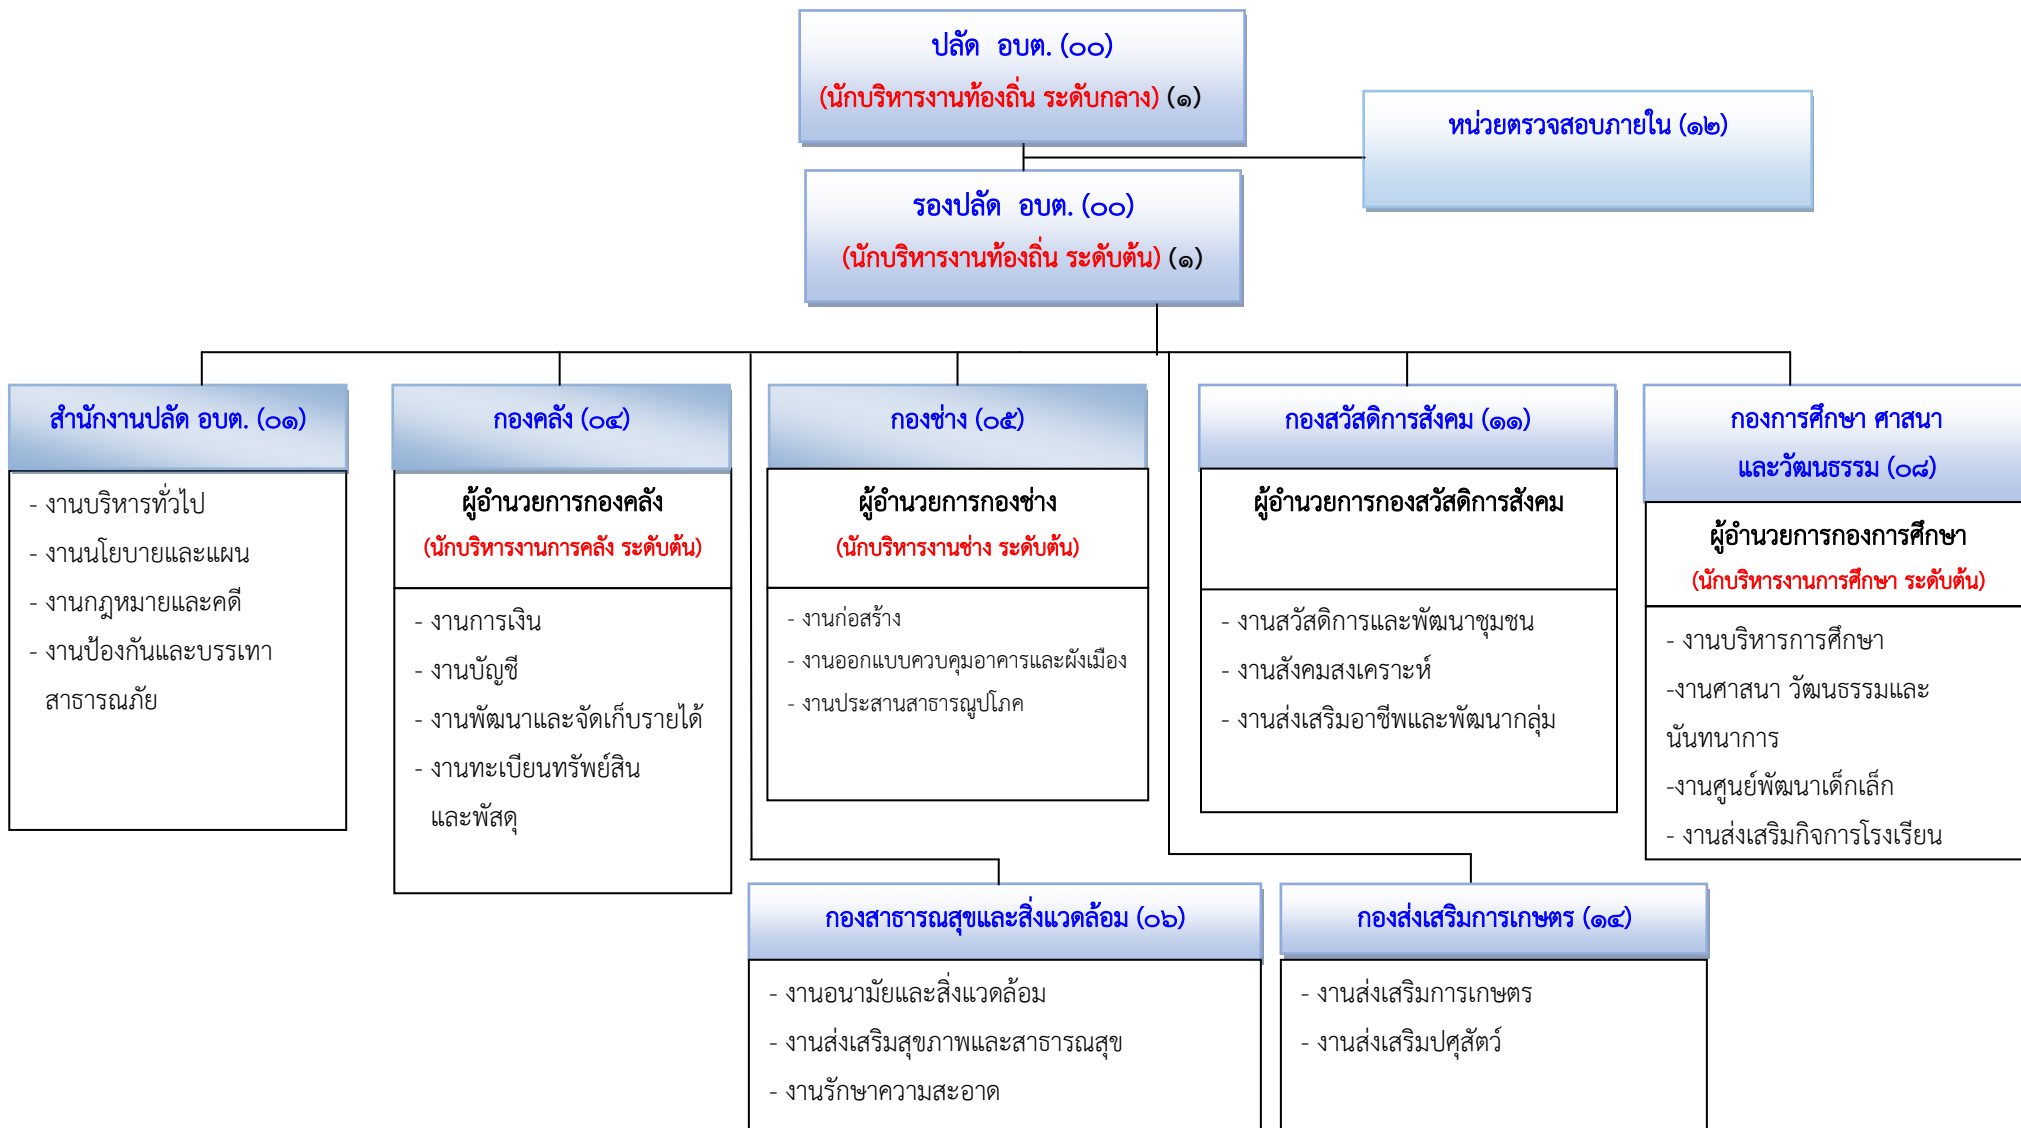 ปลัด  อบต. (๐๐)
(นักบริหารงานท้องถิ่น ระดับกลาง) (๑)
หน่วยตรวจสอบภายใน (๑๒)
รองปลัด  อบต. (๐๐)
(นักบริหารงานท้องถิ่น ระดับต้น) (๑)
สำนักงานปลัด อบต. (๐๑)
- งานบริหารทั่วไป
- งานนโยบายและแผน
- งานกฎหมายและคดี
- งานป้องกันและบรรเทา
สาธารณภัย
กองคลัง (๐๔)
ผู้อำนวยการกองคลัง
(นักบริหารงานการคลัง ระดับต้น)
- งานการเงิน
- งานบัญชี
- งานพัฒนาและจัดเก็บรายได้
- งานทะเบียนทรัพย์สิน
และพัสดุ
กองช่าง (๐๕)
ผู้อำนวยการกองช่าง
(นักบริหารงานช่าง ระดับต้น)
- งานก่อสร้าง
- งานออกแบบควบคุมอาคารและผังเมือง
- งานประสานสาธารณูปโภค
กองสวัสดิการสังคม (๑๑)
ผู้อำนวยการกองสวัสดิการสังคม
- งานสวัสดิการและพัฒนาชุมชน
- งานสังคมสงเคราะห์
- งานส่งเสริมอาชีพและพัฒนากลุ่ม
กองการศึกษา ศาสนา
และวัฒนธรรม (๐๘)
ผู้อำนวยการกองการศึกษา
(นักบริหารงานการศึกษา ระดับต้น)
- งานบริหารการศึกษา
-งานศาสนา วัฒนธรรมและ
นันทนาการ
-งานศูนย์พัฒนาเด็กเล็ก
- งานส่งเสริมกิจการโรงเรียน
กองสาธารณสุขและสิ่งแวดล้อม (๐๖)
- งานอนามัยและสิ่งแวดล้อม
- งานส่งเสริมสุขภาพและสาธารณสุข
- งานรักษาความสะอาด
กองส่งเสริมการเกษตร (๑๔)
- งานส่งเสริมการเกษตร
- งานส่งเสริมปศุสัตว์